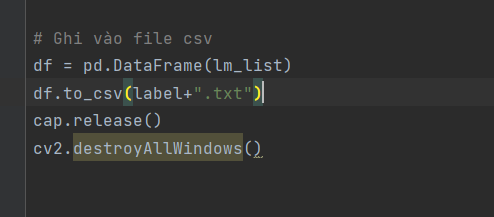 # Ghi vào file csv
df = pd.DataFrame(lm_list)
df.to_csv(label+".txt")
cap.release()
cv2.destroyAllWindows()